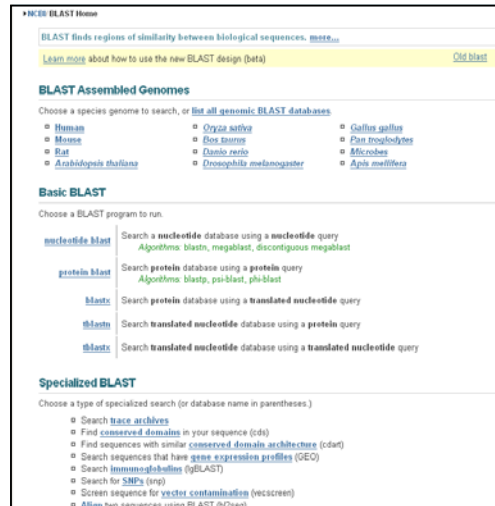 ▸NCBI/ BLAST Home
BLAST finds regions of similarity between biological sequences. more...
Learn more about how to use the new BLAST design (beta) Old blast
BLAST Assembled Genomes
Choose a species genome to search, or list all genomic BLAST databases.
Human Oryza sativa Gallus gallus
Mouse Bos taurus Pan troglodytes
Rat Danio rerio Microbes
Arabidopsis thaliana Drosophila melanogaster Apis mellifera
Basic BLAST
Choose a BLAST program to run.
nucleotide blast Search a nucleotide database using a nucleotide query
Algorithms: blastn, megablast, discontiguous megablast
protein blast Search protein database using a protein query
Algorithms: blastp, psi-blast, phi-blast
blastx Search protein database using a translated nucleotide query
tblastn Search translated nucleotide database using a protein query
tblastx Search translated nucleotide database using a translated nucleotide query
Specialized BLAST
Choose a type of specialized search (or database name in parentheses.)
Search trace archives
Find conserved domains in your sequence (cds)
Find sequences with similar conserved domain architecture (cdart)
Search sequences that have gene expression profiles (GEO)
Search immunoglobulins (IgBLAST)
Search for SNPs (snp)
Screen sequence for vector contamination (vecscreen)
Align two sequences using BLAST (bl2seq)